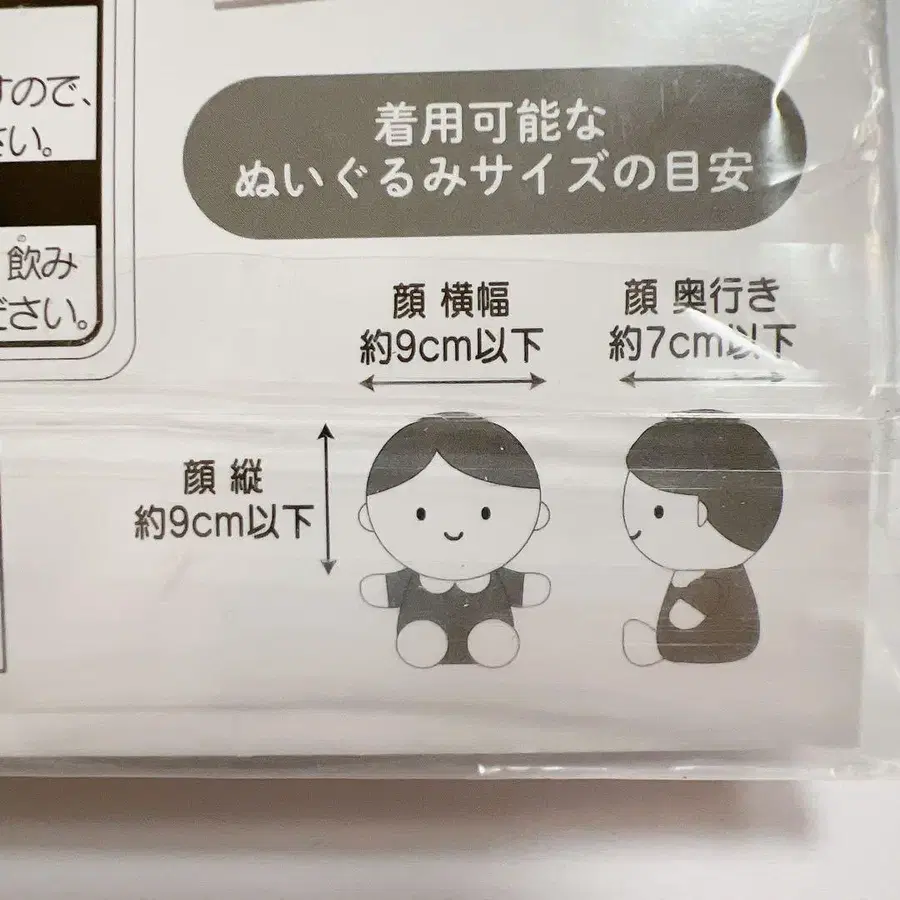 すので、
さい。
飲み
ださい。
着用可能な
ぬいぐるみサイズの目安
顔 横幅
約9cm以下
顔 奥行き
約7cm以下
顔 縦
約9cm以下